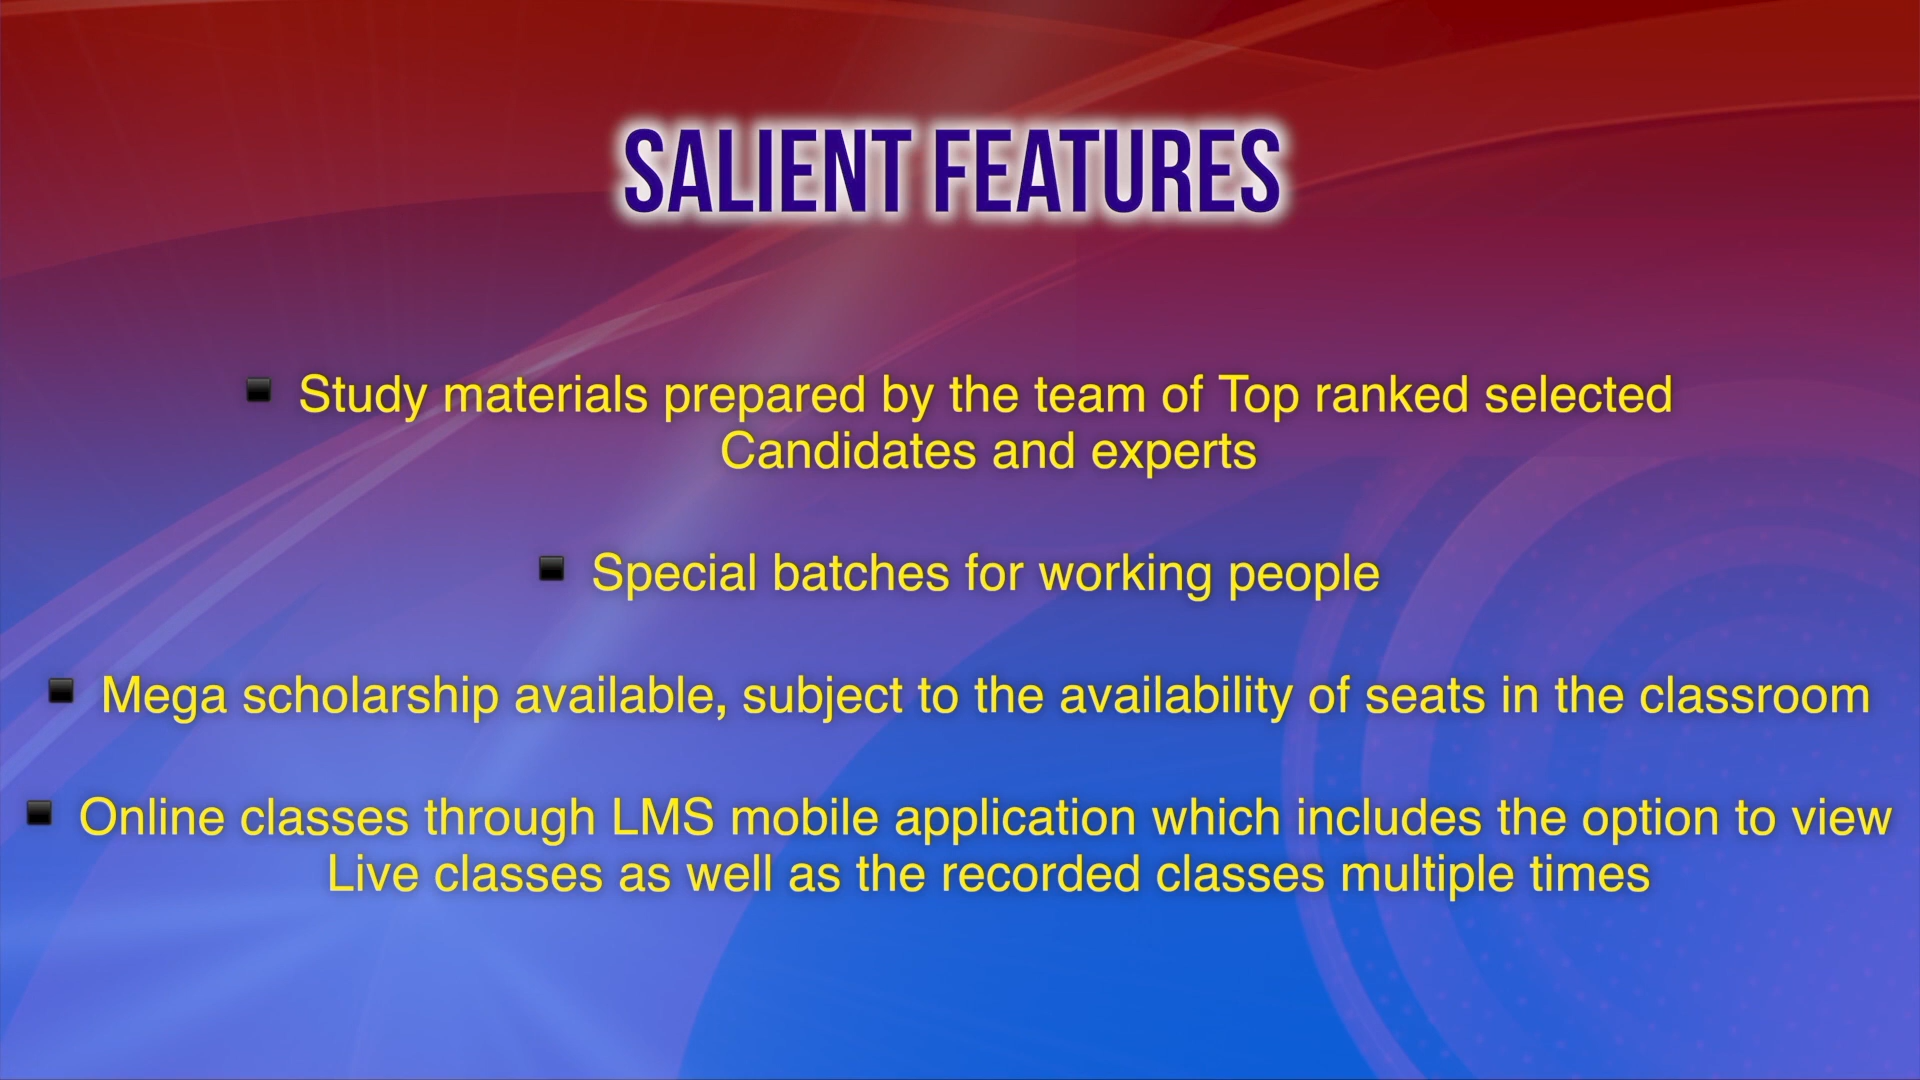 SALIENT FEATURES
▪ Study materials prepared by the team of Top ranked selected
Candidates and experts
▪ Special batches for working people
▪ Mega scholarship available, subject to the availability of seats in the classroom
▪ Online classes through LMS mobile application which includes the option to view
Live classes as well as the recorded classes multiple times